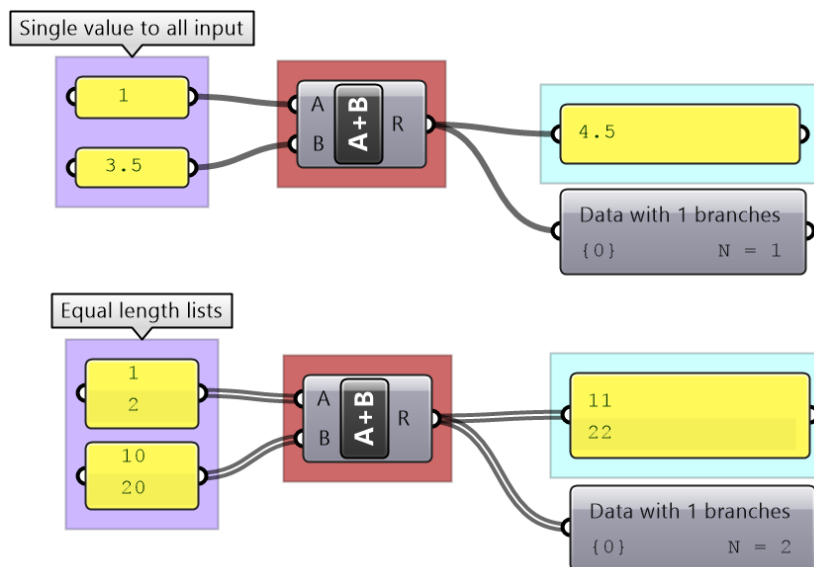 Single value to all input
1
3.5
A
B
A+B
R
4.5
Data with 1 branches
{0} N = 1
Equal length lists
1
2
10
20
A
B
A+B
R
11
22
Data with 1 branches
{0} N = 2